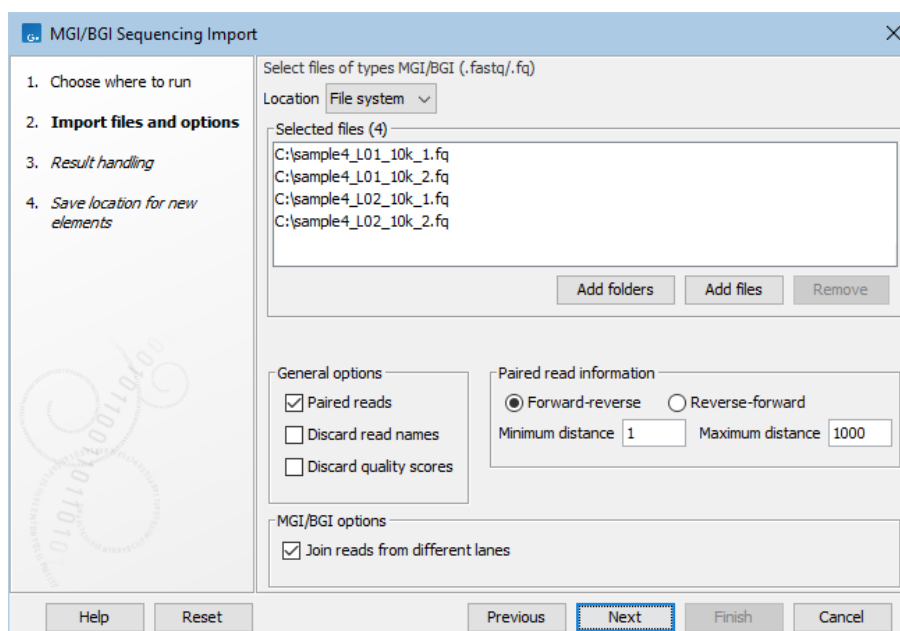 G. MGI/BGI Sequencing Import
1. Choose where to run
2. Import files and options
3. Result handling
4. Save location for new
elements
Select files of types MGI/BGI (.fastq/.fq)
Location File system
Selected files (4)
C:\sample4_L01_10k_1.fq
C:\sample4_L01_10k_2.fq
C:\sample4_L02_10k_1.fq
C:\sample4_L02_10k_2.fq
Add folders Add files Remove
General options
Paired reads
Discard read names
Discard quality scores
Paired read information
Forward-reverse Reverse-forward
Minimum distance 1 Maximum distance 1000
MGI/BGI options
Join reads from different lanes
Help Reset Previous Next Finish Cancel